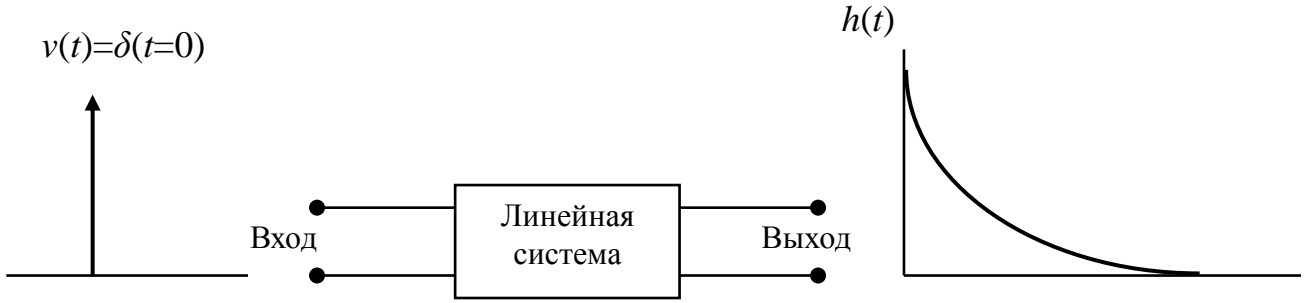 v(t)=δ(t=0)
Вход
Линейная
система
Выход
h(t)